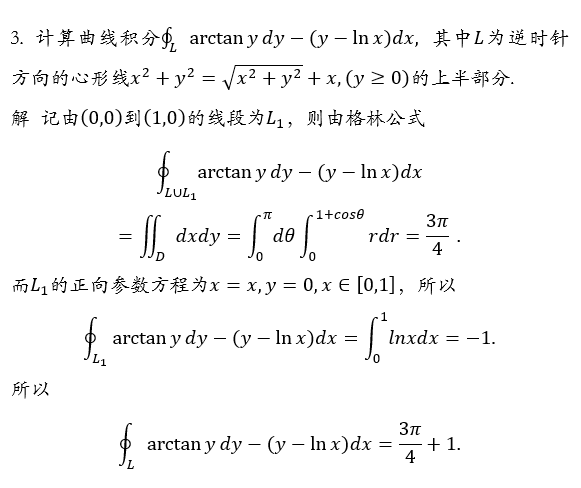 3. 计算曲线积分∮_L arctan y dy − (y − ln x)dx, 其中L为逆时针
方向的心形线x² + y² = √(x² + y²) + x, (y ≥ 0)的上半部分.
解 记由(0,0)到(1,0)的线段为L₁，则由格林公式
∮_{L∪L₁} arctan y dy − (y − ln x)dx
= ∬_D dxdy = ∫₀^π dθ ∫₀^{1+cosθ} rdr = 3π/4 .
而L₁的正向参数方程为x = x, y = 0, x ∈ [0,1]，所以
∮_{L₁} arctan y dy − (y − ln x)dx = ∫₀¹ lnxdx = −1.
所以
∮_L arctan y dy − (y − ln x)dx = 3π/4 + 1.